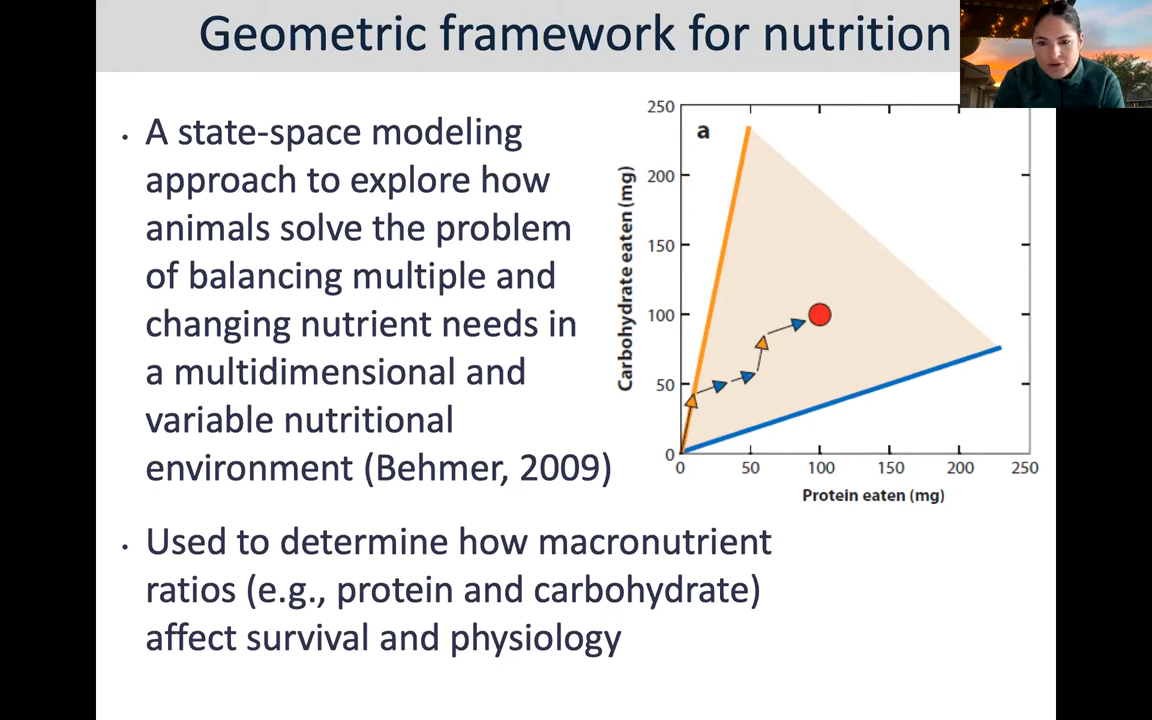 Geometric framework for nutrition
· A state-space modeling
approach to explore how
animals solve the problem
of balancing multiple and
changing nutrient needs in
a multidimensional and
variable nutritional
environment (Behmer, 2009)
· Used to determine how macronutrient
ratios (e.g., protein and carbohydrate)
affect survival and physiology
a
Carbohydrate eaten (mg)
250
200
150
100
50
0
0 50 100 150 200 250
Protein eaten (mg)